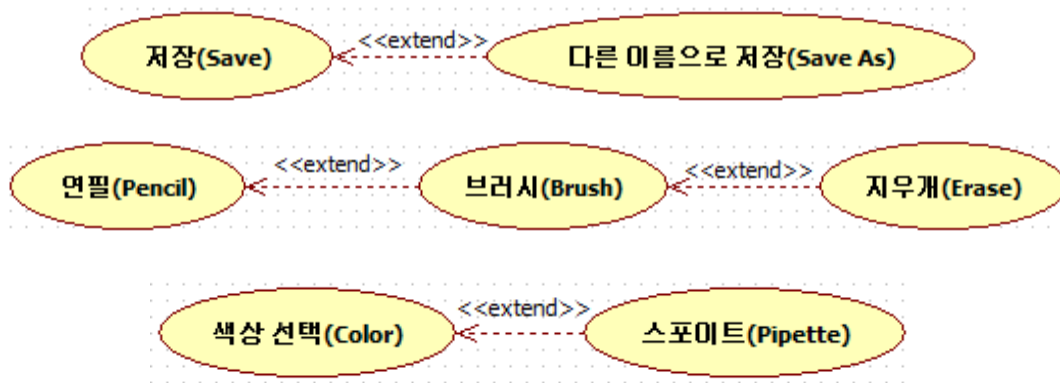 <<extend>>
저장(Save)
다른 이름으로 저장(Save As)
<<extend>>
<<extend>>
연필(Pencil)
브러시(Brush)
지우개(Erase)
<<extend>>
색상 선택(Color)
스포이트(Pipette)